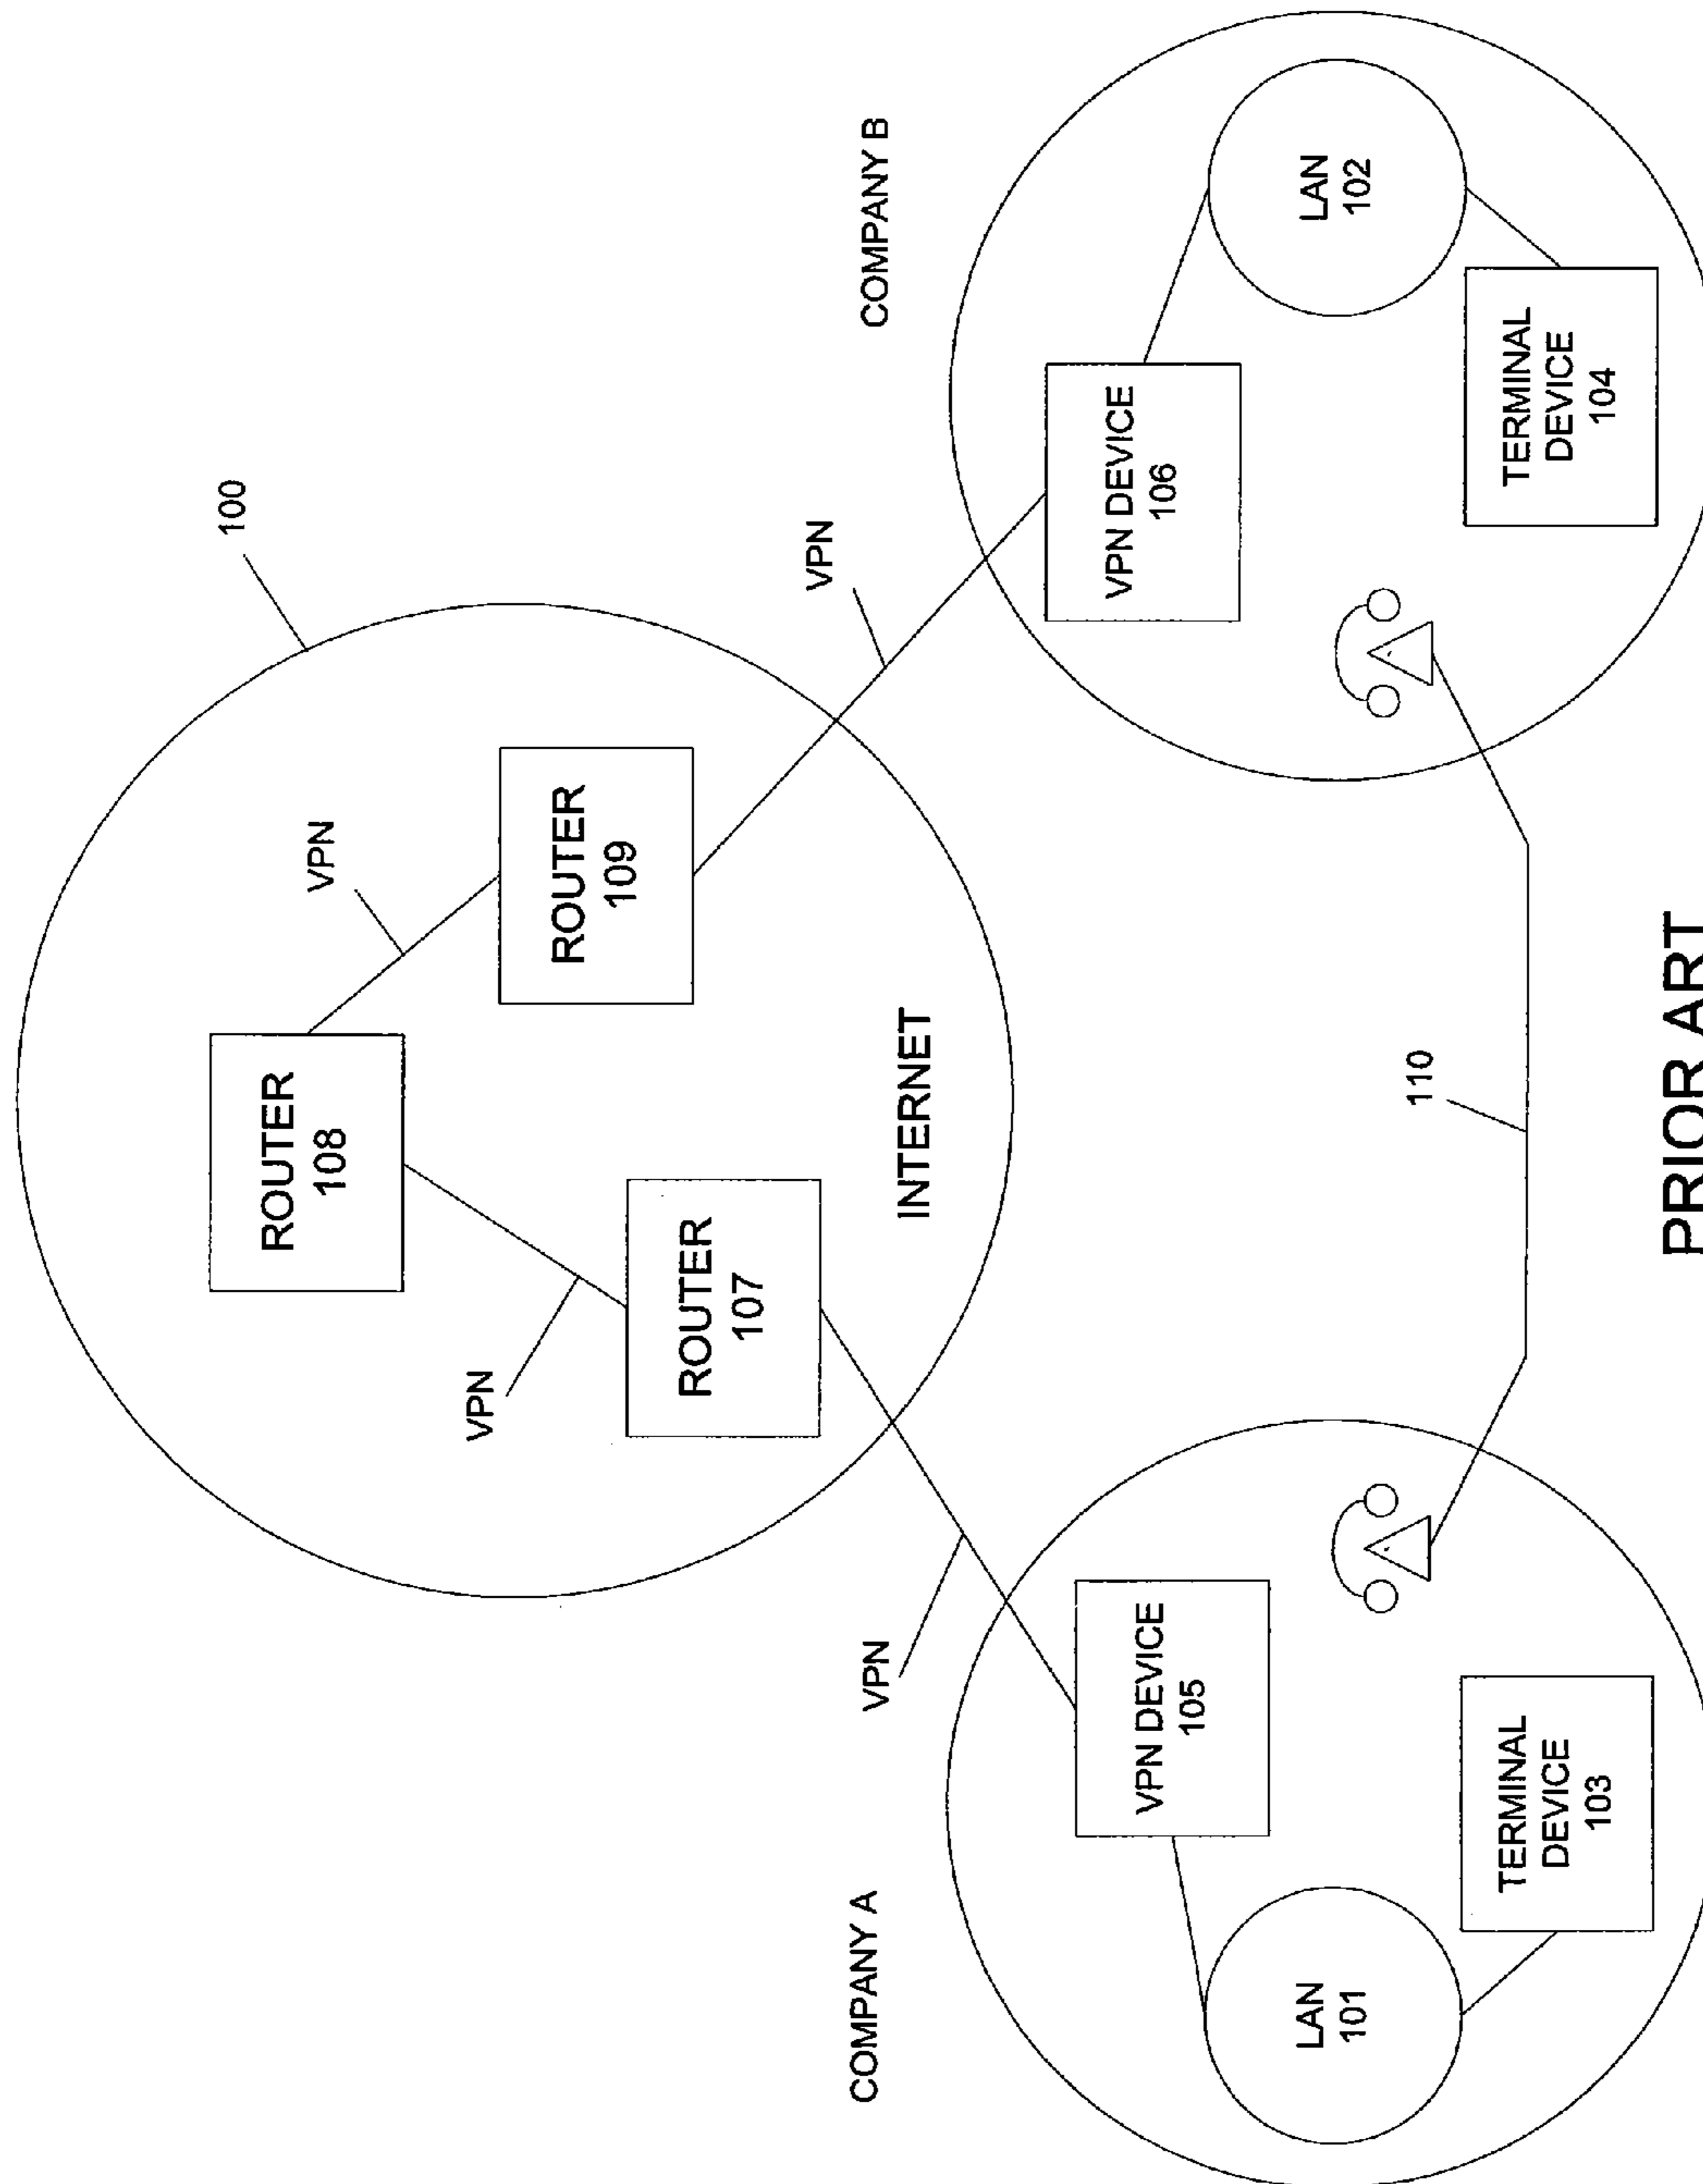 100
ROUTER
108
VPN
VPN
ROUTER
109
ROUTER
107
INTERNET
VPN
VPN
COMPANY A
COMPANY B
VPN DEVICE
105
VPN DEVICE
106
LAN
101
LAN
102
TERMINAL
DEVICE
103
TERMINAL
DEVICE
104
110
PRIOR ART